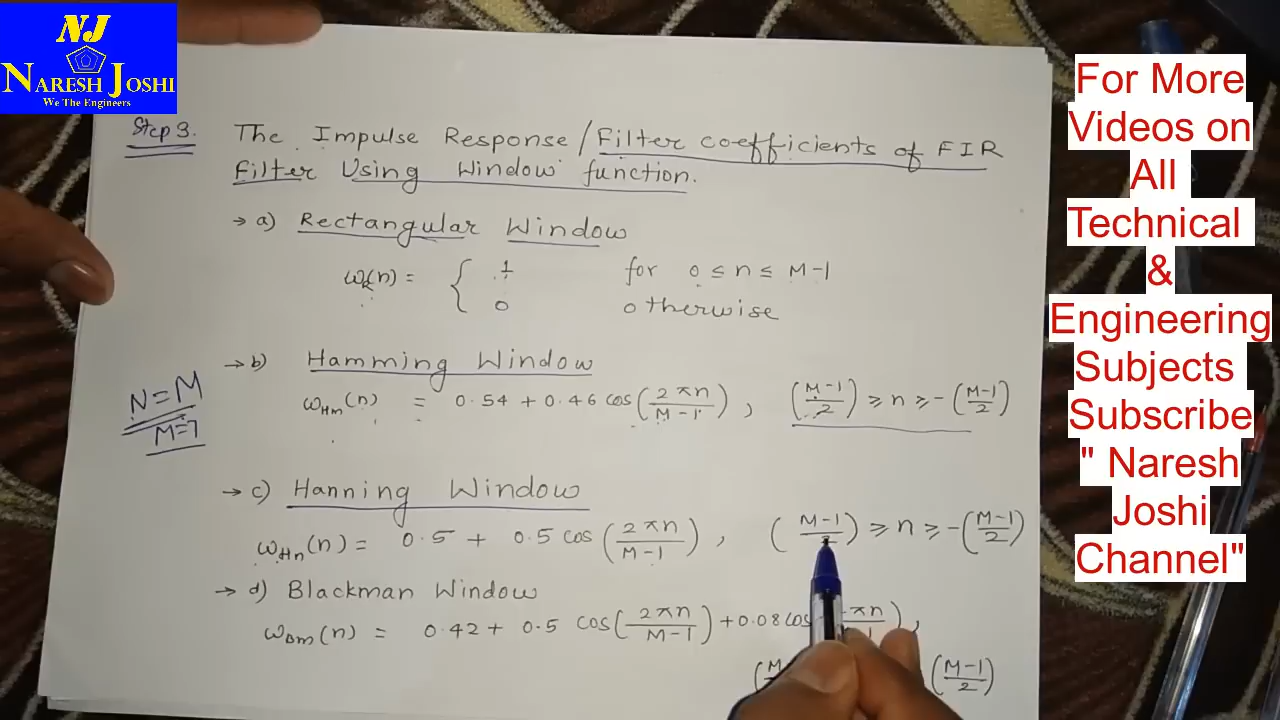 NJ
NARESH JOSHI
We The Engineers
Step 3. The Impulse Response / Filter coefficients of FIR
Filter Using Window function.
→ a) Rectangular Window
ωR(n) = { 1 for 0 ≤ n ≤ M-1
0 otherwise
→ b) Hamming Window
ωHm(n) = 0.54 + 0.46 cos(2πn/M-1), (M-1/2) ≥ n ≥ -(M-1/2)
N=M
M=7
→ c) Hanning Window
ωHn(n) = 0.5 + 0.5 cos(2πn/M-1), (M-1/2) ≥ n ≥ -(M-1/2)
→ d) Blackman Window
(n) = 0.42 + 0.5 cos(2πn/M-1) + 0.08 cos πn
(M-1/2)
For More
Videos on
All
Technical
&
Engineering
Subjects
Subscribe
" Naresh
Joshi
Channel"